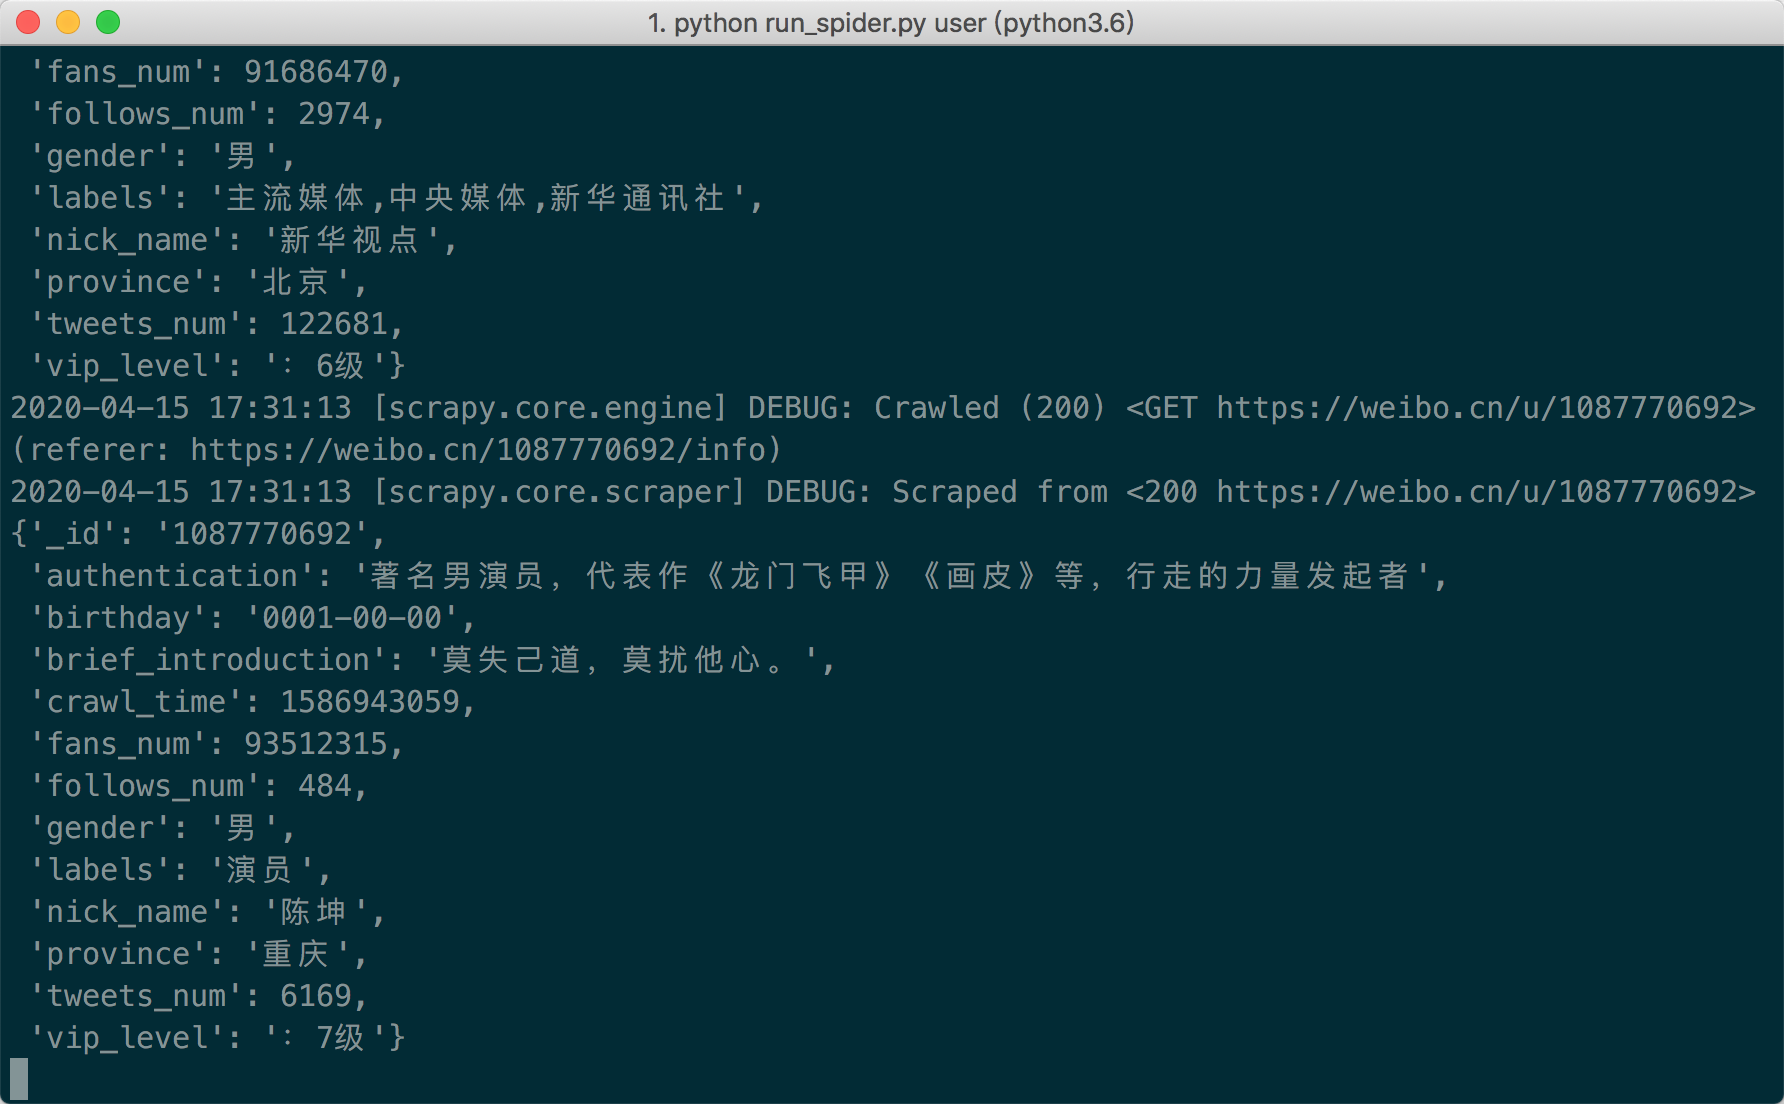 1. python run_spider.py user (python3.6)
'fans_num': 91686470,
'follows_num': 2974,
'gender': '男',
'labels': '主流媒体,中央媒体,新华通讯社',
'nick_name': '新华视点',
'province': '北京',
'tweets_num': 122681,
'vip_level': '：6级'}
2020-04-15 17:31:13 [scrapy.core.engine] DEBUG: Crawled (200) <GET https://weibo.cn/u/1087770692>
(referer: https://weibo.cn/1087770692/info)
2020-04-15 17:31:13 [scrapy.core.scraper] DEBUG: Scraped from <200 https://weibo.cn/u/1087770692>
{'_id': '1087770692',
'authentication': '著名男演员，代表作《龙门飞甲》《画皮》等，行走的力量发起者',
'birthday': '0001-00-00',
'brief_introduction': '莫失己道，莫扰他心。',
'crawl_time': 1586943059,
'fans_num': 93512315,
'follows_num': 484,
'gender': '男',
'labels': '演员',
'nick_name': '陈坤',
'province': '重庆',
'tweets_num': 6169,
'vip_level': '：7级'}